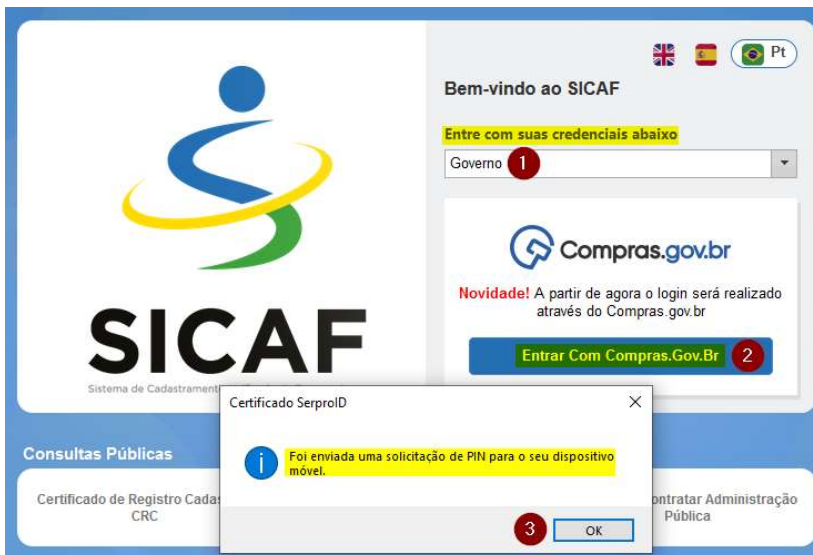 Pt
Bem-vindo ao SICAF
Entre com suas credenciais abaixo
Governo 1
Compras.gov.br
Novidade! A partir de agora o login será realizado
através do Compras.gov.br
Entrar Com Compras.Gov.Br 2
SICAF
Sistema de Cadastrament
Certificado SerproID
Foi enviada uma solicitação de PIN para o seu dispositivo
móvel.
3 OK
Consultas Públicas
Certificado de Registro Cadas
CRC
ontratar Administração
Pública